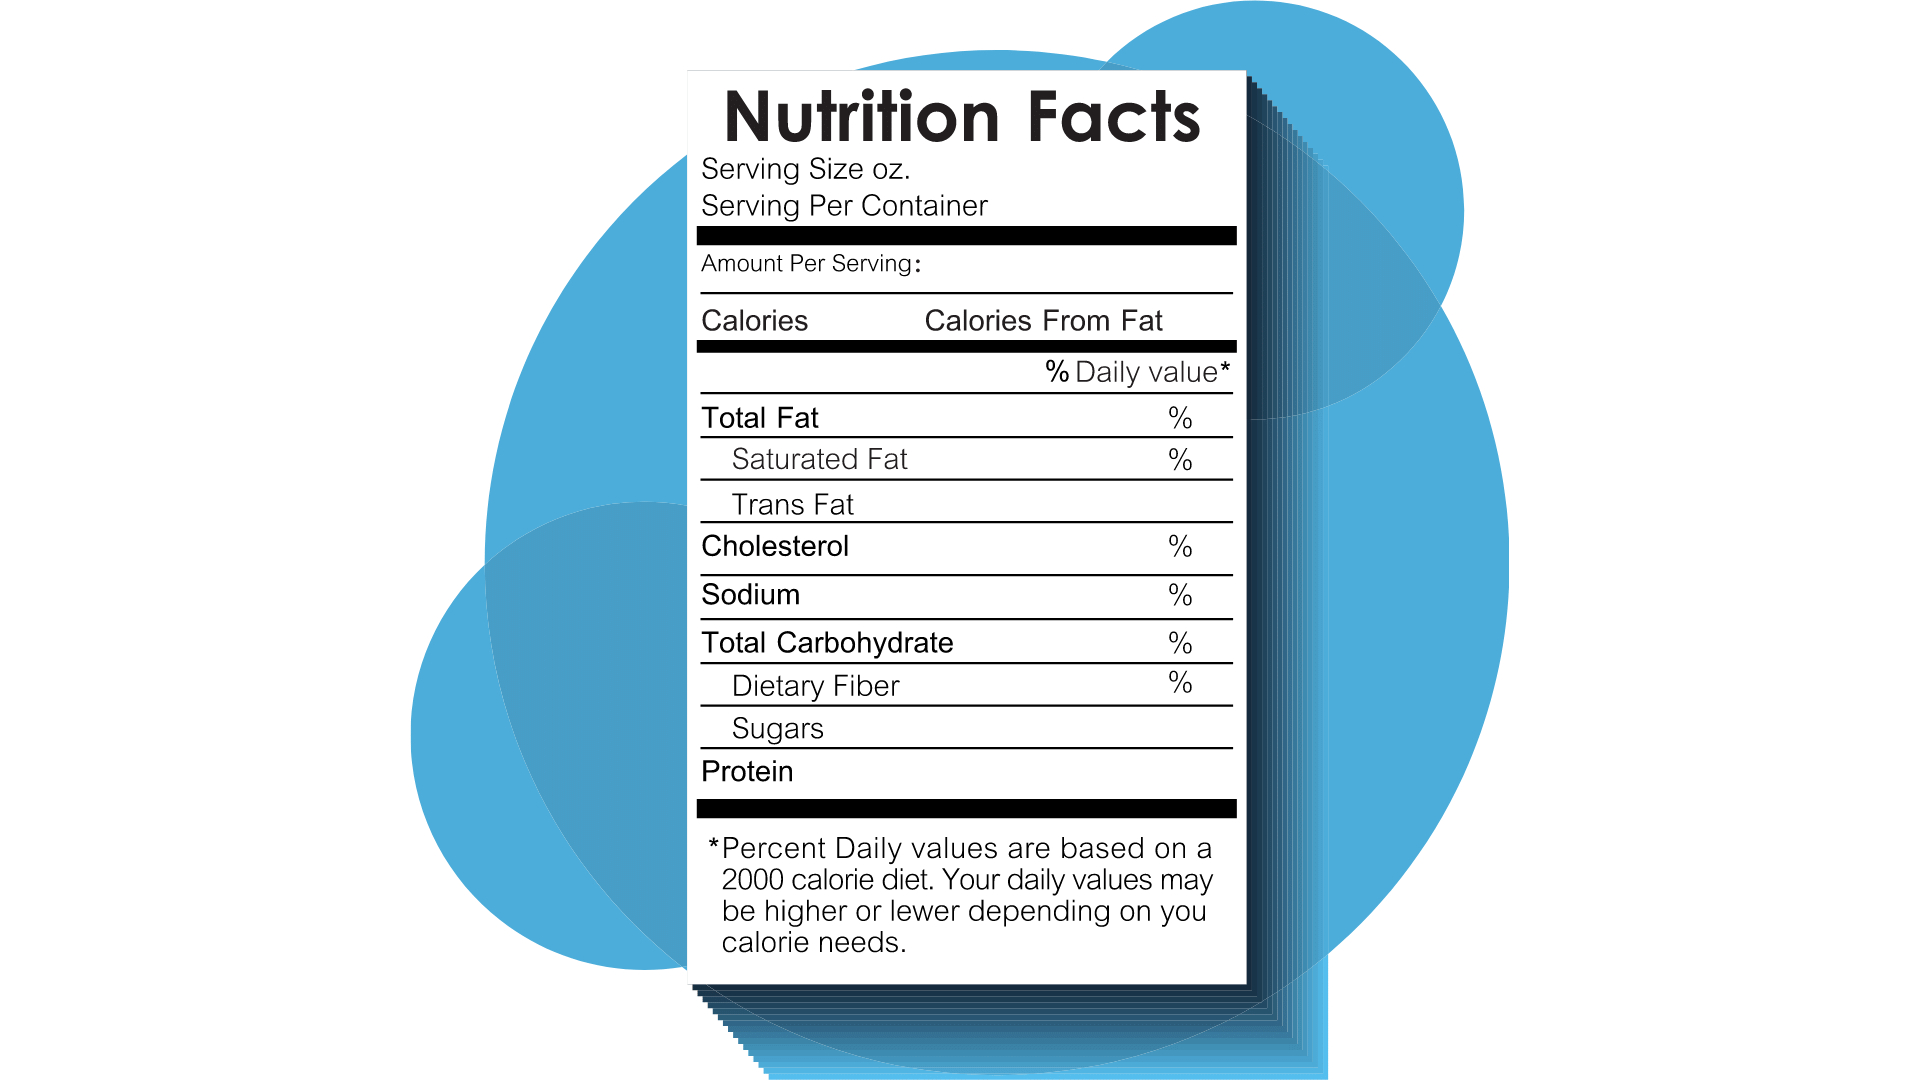 Nutrition Facts
Serving Size oz.
Serving Per Container
Amount Per Serving:
Calories Calories From Fat
% Daily value*
Total Fat %
Saturated Fat %
Trans Fat
Cholesterol %
Sodium %
Total Carbohydrate %
Dietary Fiber %
Sugars
Protein
*Percent Daily values are based on a
2000 calorie diet. Your daily values may
be higher or lewer depending on you
calorie needs.